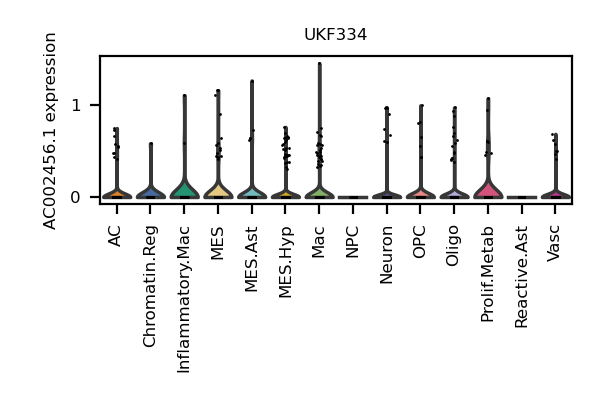 UKF334
AC002456.1 expression
1
0
AC
Chromatin.Reg
Inflammatory.Mac
MES
MES.Ast
MES.Hyp
Mac
NPC
Neuron
OPC
Oligo
Prolif.Metab
Reactive.Ast
Vasc